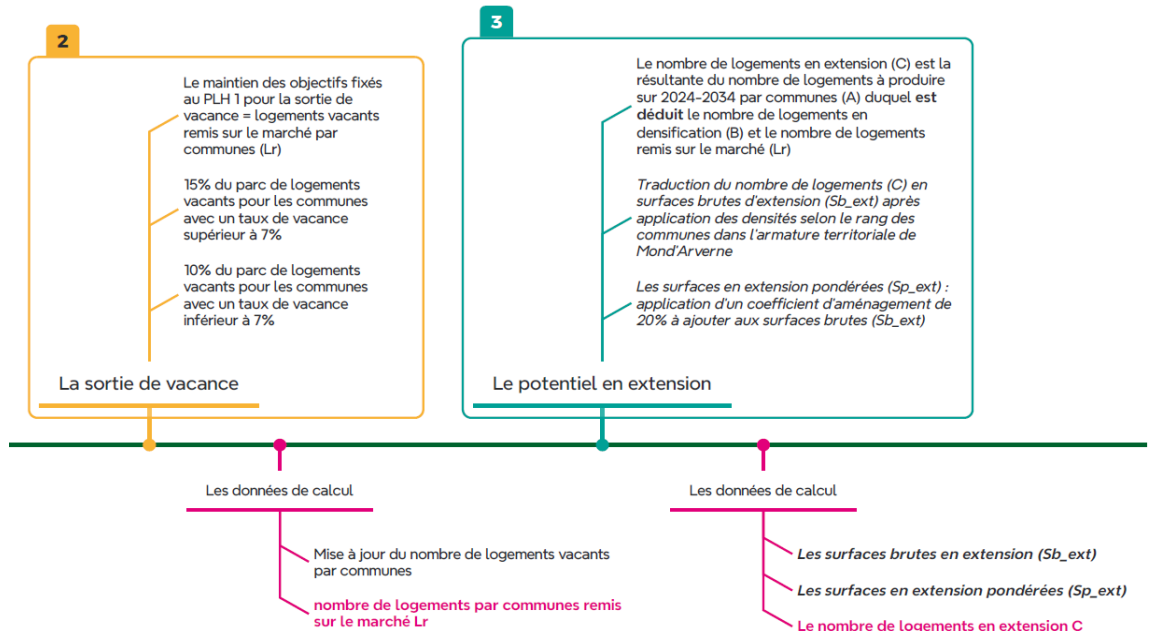 2
Le maintien des objectifs fixés
au PLH 1 pour la sortie de
vacance = logements vacants
remis sur le marché par
communes (Lr)
15% du parc de logements
vacants pour les communes
avec un taux de vacance
supérieur à 7%
10% du parc de logements
vacants pour les communes
avec un taux de vacance
inférieur à 7%
La sortie de vacance
3
Le nombre de logements en extension (C) est la
résultante du nombre de logements à produire
sur 2024-2034 par communes (A) duquel est
déduit le nombre de logements en
densification (B) et le nombre de logements
remis sur le marché (Lr)
Traduction du nombre de logements (C) en
surfaces brutes d'extension (Sb_ext) après
application des densités selon le rang des
communes dans l'armature territoriale de
Mond'Arverne
Les surfaces en extension pondérées (Sp_ext) :
application d'un coefficient d'aménagement de
20% à ajouter aux surfaces brutes (Sb_ext)
Le potentiel en extension
Les données de calcul
Mise à jour du nombre de logements vacants
par communes
nombre de logements par communes remis
sur le marché Lr
Les données de calcul
Les surfaces brutes en extension (Sb_ext)
Les surfaces en extension pondérées (Sp_ext)
Le nombre de logements en extension C